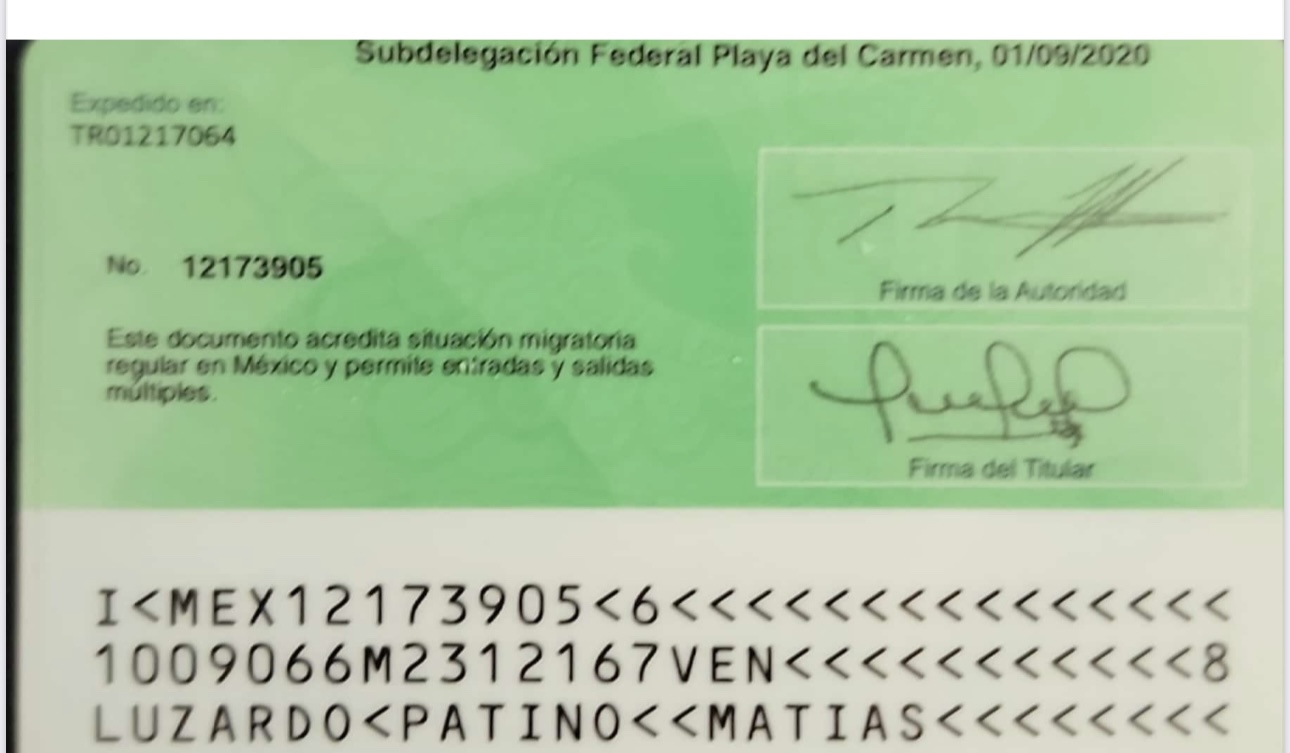 Subdelegación Federal Playa del Carmen, 01/09/2020
Expedido en:
TR01217064
No. 12173905
Firma de la Autoridad
Este documento acredita situación migratoria
regular en México y permite entradas y salidas
múltiples.
Firma del Titular
I<MEX12173905<6<<<<<<<<<<<<<<<
1009066M2312167VEN<<<<<<<<<<<8
LUZARDO<PATINO<<MATIAS<<<<<<<<